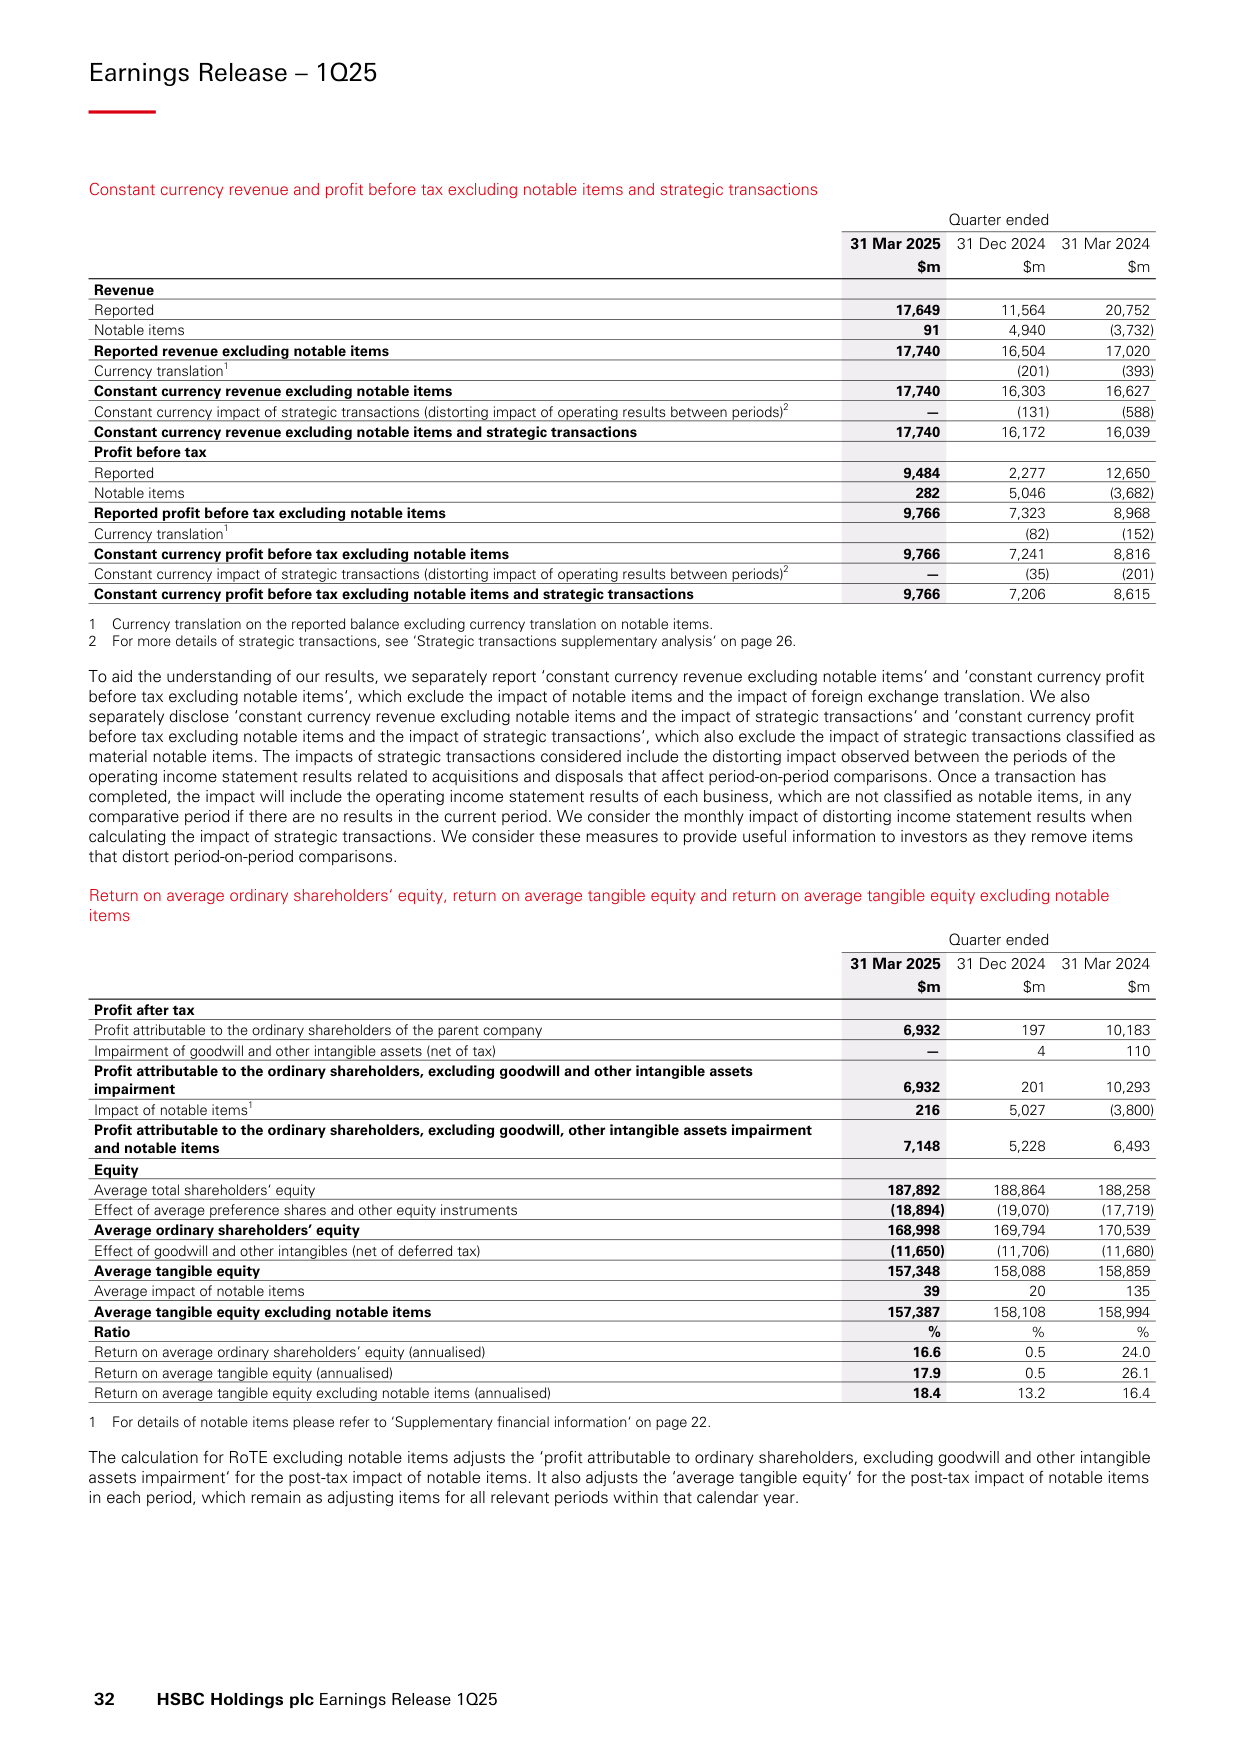 Earnings Release – 1Q25
Constant currency revenue and profit before tax excluding notable items and strategic transactions
Quarter ended
31 Mar 2025 31 Dec 2024 31 Mar 2024
$m $m $m
Revenue
Reported 17,649 11,564 20,752
Notable items 91 4,940 (3,732)
Reported revenue excluding notable items 17,740 16,504 17,020
Currency translation1 (201) (393)
Constant currency revenue excluding notable items 17,740 16,303 16,627
Constant currency impact of strategic transactions (distorting impact of operating results between periods)2 — (131) (588)
Constant currency revenue excluding notable items and strategic transactions 17,740 16,172 16,039
Profit before tax
Reported 9,484 2,277 12,650
Notable items 282 5,046 (3,682)
Reported profit before tax excluding notable items 9,766 7,323 8,968
Currency translation1 (82) (152)
Constant currency profit before tax excluding notable items 9,766 7,241 8,816
Constant currency impact of strategic transactions (distorting impact of operating results between periods)2 — (35) (201)
Constant currency profit before tax excluding notable items and strategic transactions 9,766 7,206 8,615
1 Currency translation on the reported balance excluding currency translation on notable items.
2 For more details of strategic transactions, see ‘Strategic transactions supplementary analysis’ on page 26.
To aid the understanding of our results, we separately report ‘constant currency revenue excluding notable items’ and ‘constant currency profit
before tax excluding notable items’, which exclude the impact of notable items and the impact of foreign exchange translation. We also
separately disclose ‘constant currency revenue excluding notable items and the impact of strategic transactions’ and ‘constant currency profit
before tax excluding notable items and the impact of strategic transactions’, which also exclude the impact of strategic transactions classified as
material notable items. The impacts of strategic transactions considered include the distorting impact observed between the periods of the
operating income statement results related to acquisitions and disposals that affect period-on-period comparisons. Once a transaction has
completed, the impact will include the operating income statement results of each business, which are not classified as notable items, in any
comparative period if there are no results in the current period. We consider the monthly impact of distorting income statement results when
calculating the impact of strategic transactions. We consider these measures to provide useful information to investors as they remove items
that distort period-on-period comparisons.
Return on average ordinary shareholders’ equity, return on average tangible equity and return on average tangible equity excluding notable
items
Quarter ended
31 Mar 2025 31 Dec 2024 31 Mar 2024
$m $m $m
Profit after tax
Profit attributable to the ordinary shareholders of the parent company 6,932 197 10,183
Impairment of goodwill and other intangible assets (net of tax) — 4 110
Profit attributable to the ordinary shareholders, excluding goodwill and other intangible assets
impairment 6,932 201 10,293
Impact of notable items1 216 5,027 (3,800)
Profit attributable to the ordinary shareholders, excluding goodwill, other intangible assets impairment
and notable items 7,148 5,228 6,493
Equity
Average total shareholders’ equity 187,892 188,864 188,258
Effect of average preference shares and other equity instruments (18,894) (19,070) (17,719)
Average ordinary shareholders’ equity 168,998 169,794 170,539
Effect of goodwill and other intangibles (net of deferred tax) (11,650) (11,706) (11,680)
Average tangible equity 157,348 158,088 158,859
Average impact of notable items 39 20 135
Average tangible equity excluding notable items 157,387 158,108 158,994
Ratio % % %
Return on average ordinary shareholders’ equity (annualised) 16.6 0.5 24.0
Return on average tangible equity (annualised) 17.9 0.5 26.1
Return on average tangible equity excluding notable items (annualised) 18.4 13.2 16.4
1 For details of notable items please refer to ‘Supplementary financial information’ on page 22.
The calculation for RoTE excluding notable items adjusts the ‘profit attributable to ordinary shareholders, excluding goodwill and other intangible
assets impairment’ for the post-tax impact of notable items. It also adjusts the ‘average tangible equity’ for the post-tax impact of notable items
in each period, which remain as adjusting items for all relevant periods within that calendar year.
32 HSBC Holdings plc Earnings Release 1Q25